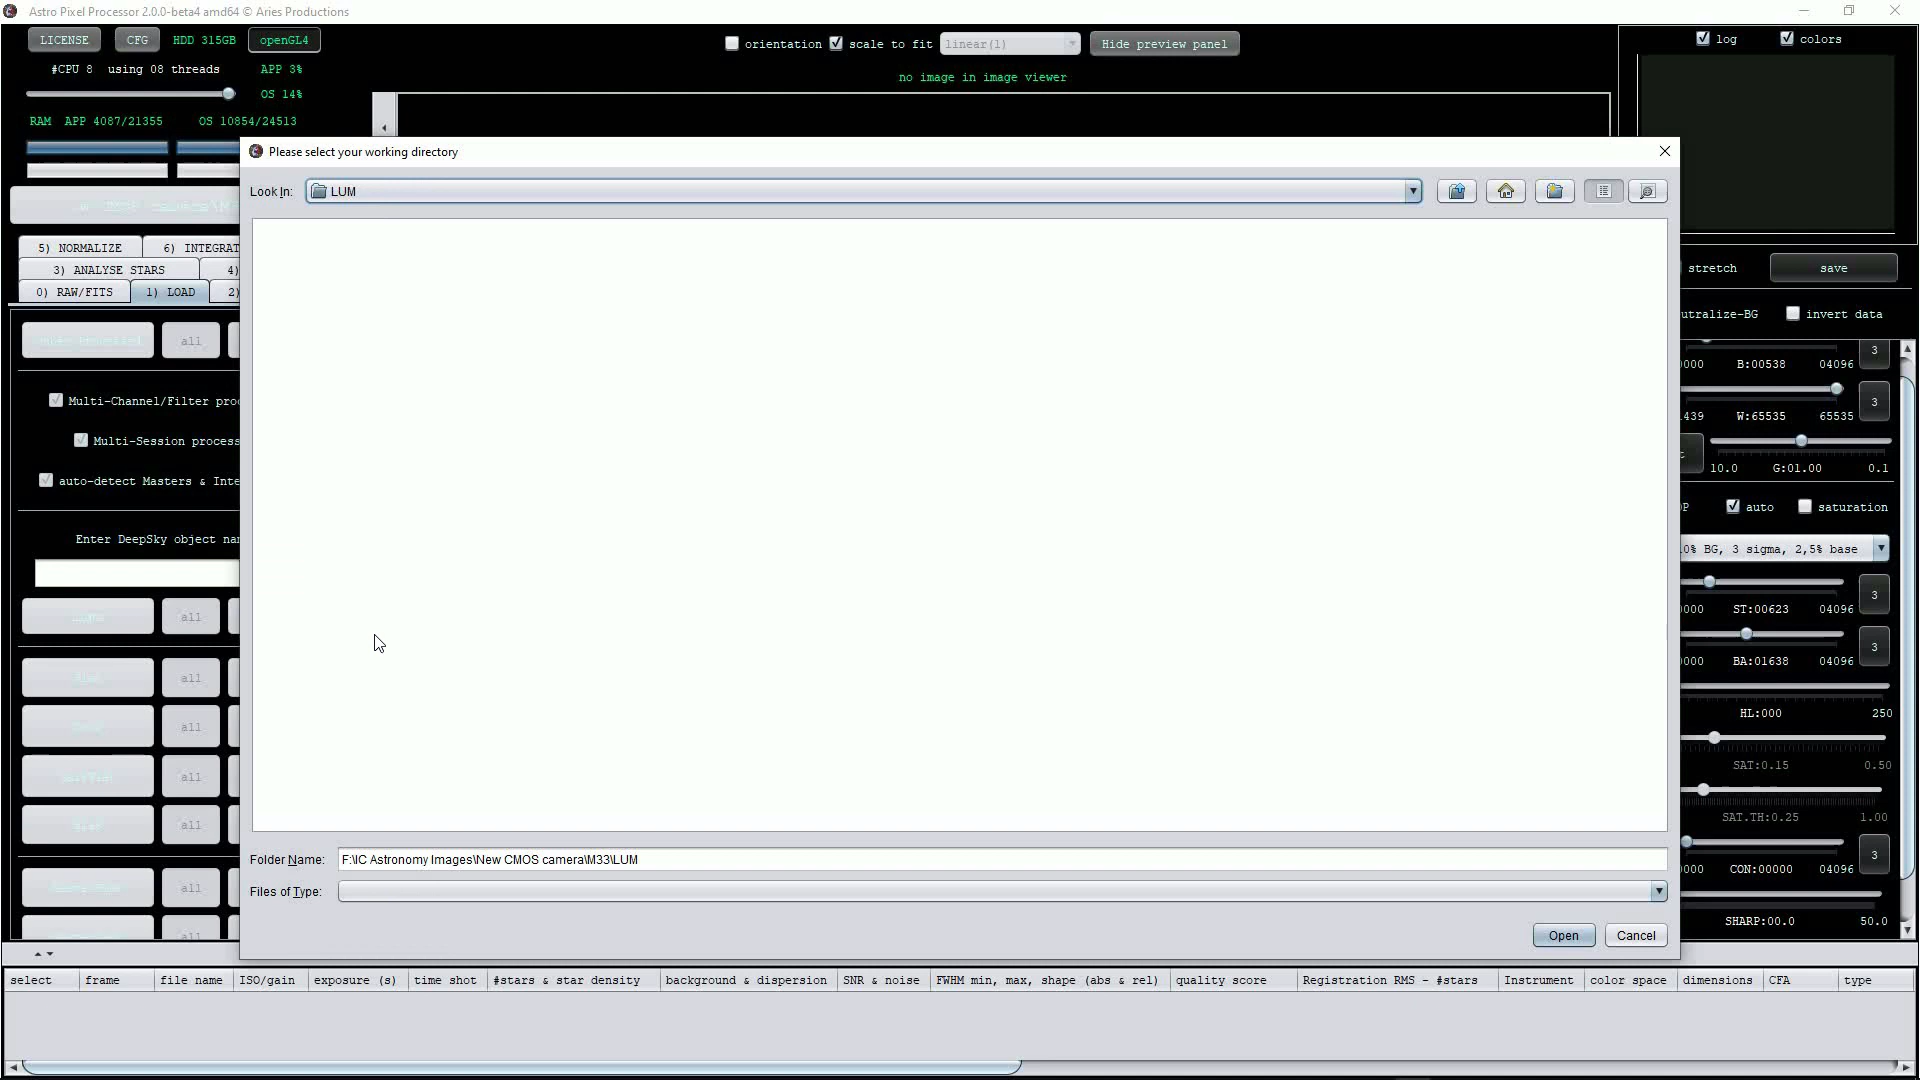 Astro Pixel Processor 2.0.0-beta4 amd64 © Aries Productions
LICENSE CFG HDD 315GB openGL4
#CPU 8 using 08 threads APP 3%
OS 14%
RAM APP 4087/21355 OS 10854/24513
orientation scale to fit linear(1) Hide preview panel
no image in image viewer
log colors
Please select your working directory
Look In: LUM
5) NORMALIZE 6) INTEGRAT
3) ANALYSE STARS 4)
0) RAW/FITS 1) LOAD 2)
all
Multi-Channel/Filter pro
Multi-Session process
auto-detect Masters & Inte
Enter DeepSky object na
all
all
all
all
all
all
all
Folder Name: F:\IC Astronomy Images\New CMOS camera\M33\LUM
Files of Type:
Open Cancel
stretch save
utralize-BG invert data
000 B:00538 04096 3
439 W:65535 65535 3
10.0 G:01.00 0.1
auto saturation
0% BG, 3 sigma, 2,5% base
000 ST:00623 04096 3
000 BA:01638 04096 3
HL:000 250
SAT:0.15 0.50
SAT.TH:0.25 1.00
000 CON:00000 04096 3
SHARP:00.0 50.0
select frame file name ISO/gain exposure (s) time shot #stars & star density background & dispersion SNR & noise FWHM min, max, shape (abs & rel) quality score Registration RMS - #stars Instrument color space dimensions CFA type